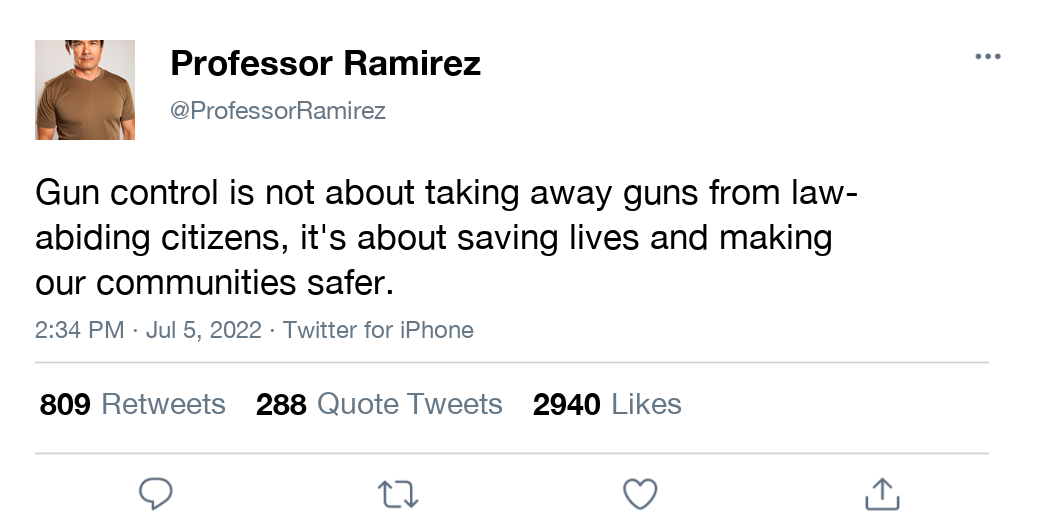 Professor Ramirez
@ProfessorRamirez
Gun control is not about taking away guns from law-
abiding citizens, it's about saving lives and making
our communities safer.
2:34 PM · Jul 5, 2022 · Twitter for iPhone
809 Retweets 288 Quote Tweets 2940 Likes